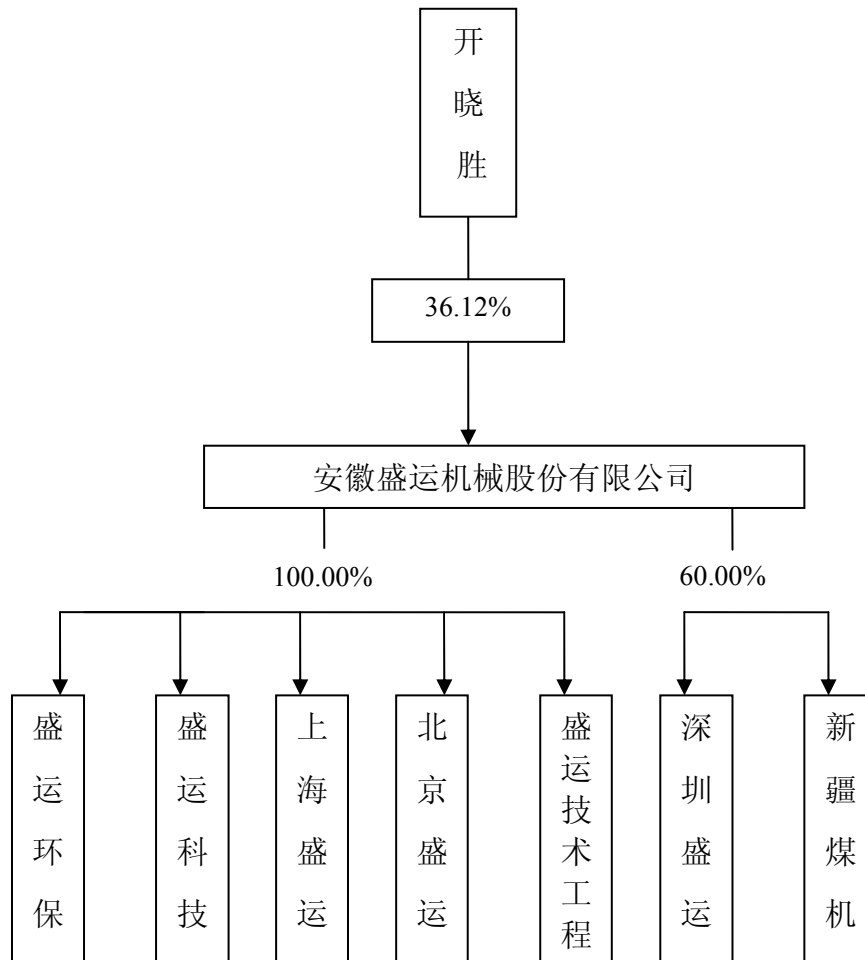 开晓胜
36.12%
安徽盛运机械股份有限公司
100.00%
60.00%
盛运环保
盛运科技
上海盛运
北京盛运
盛运技术工程
深圳盛运
新疆煤机